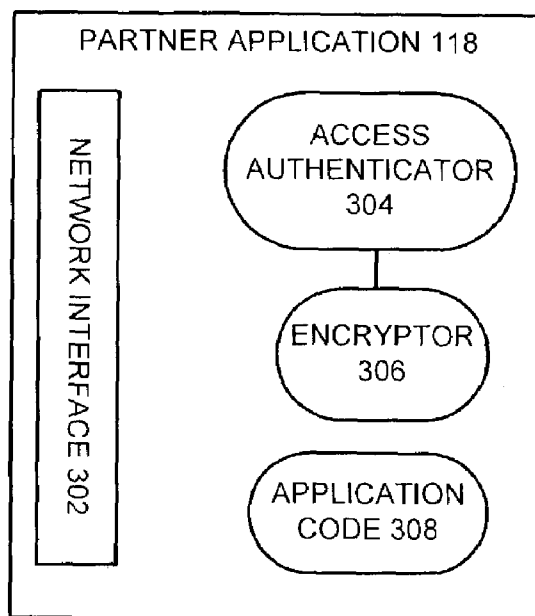 PARTNER APPLICATION 118
NETWORK INTERFACE 302
ACCESS
AUTHENTICATOR
304
ENCRYPTOR
306
APPLICATION
CODE 308